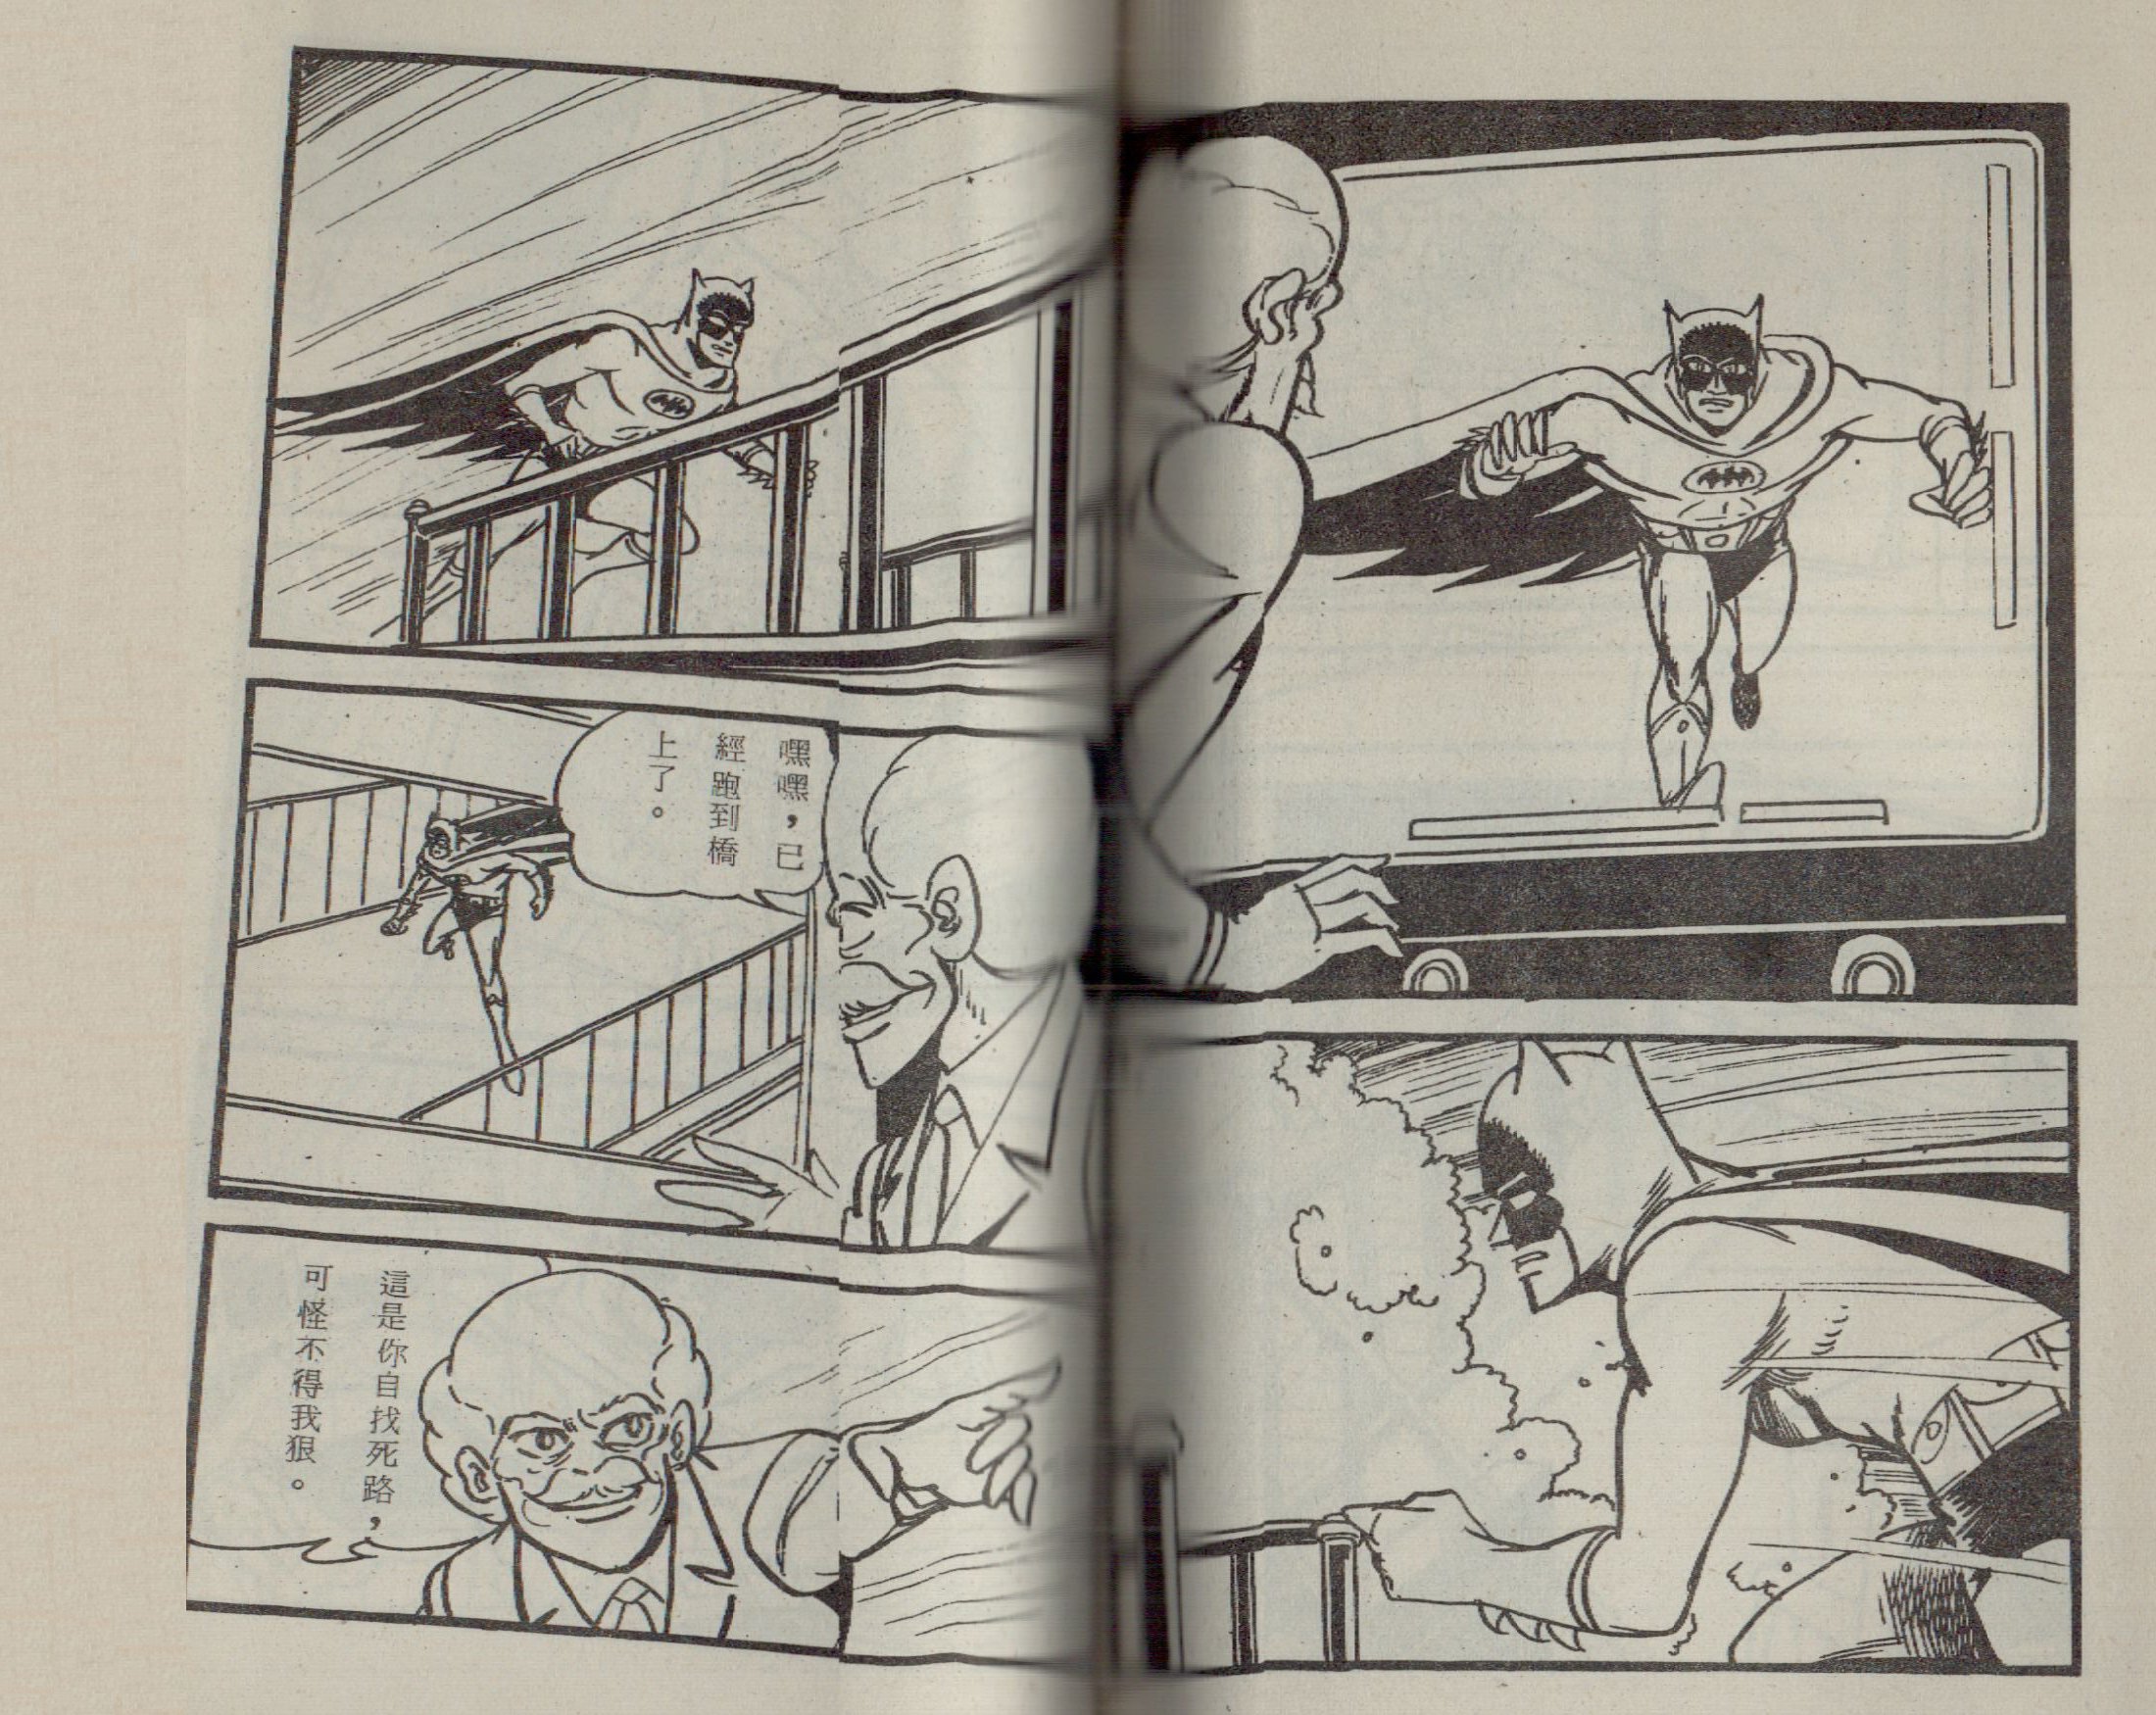 嘿嘿，已
經跑到橋
上了。
這是你自找死路，
可怪不得我狠。